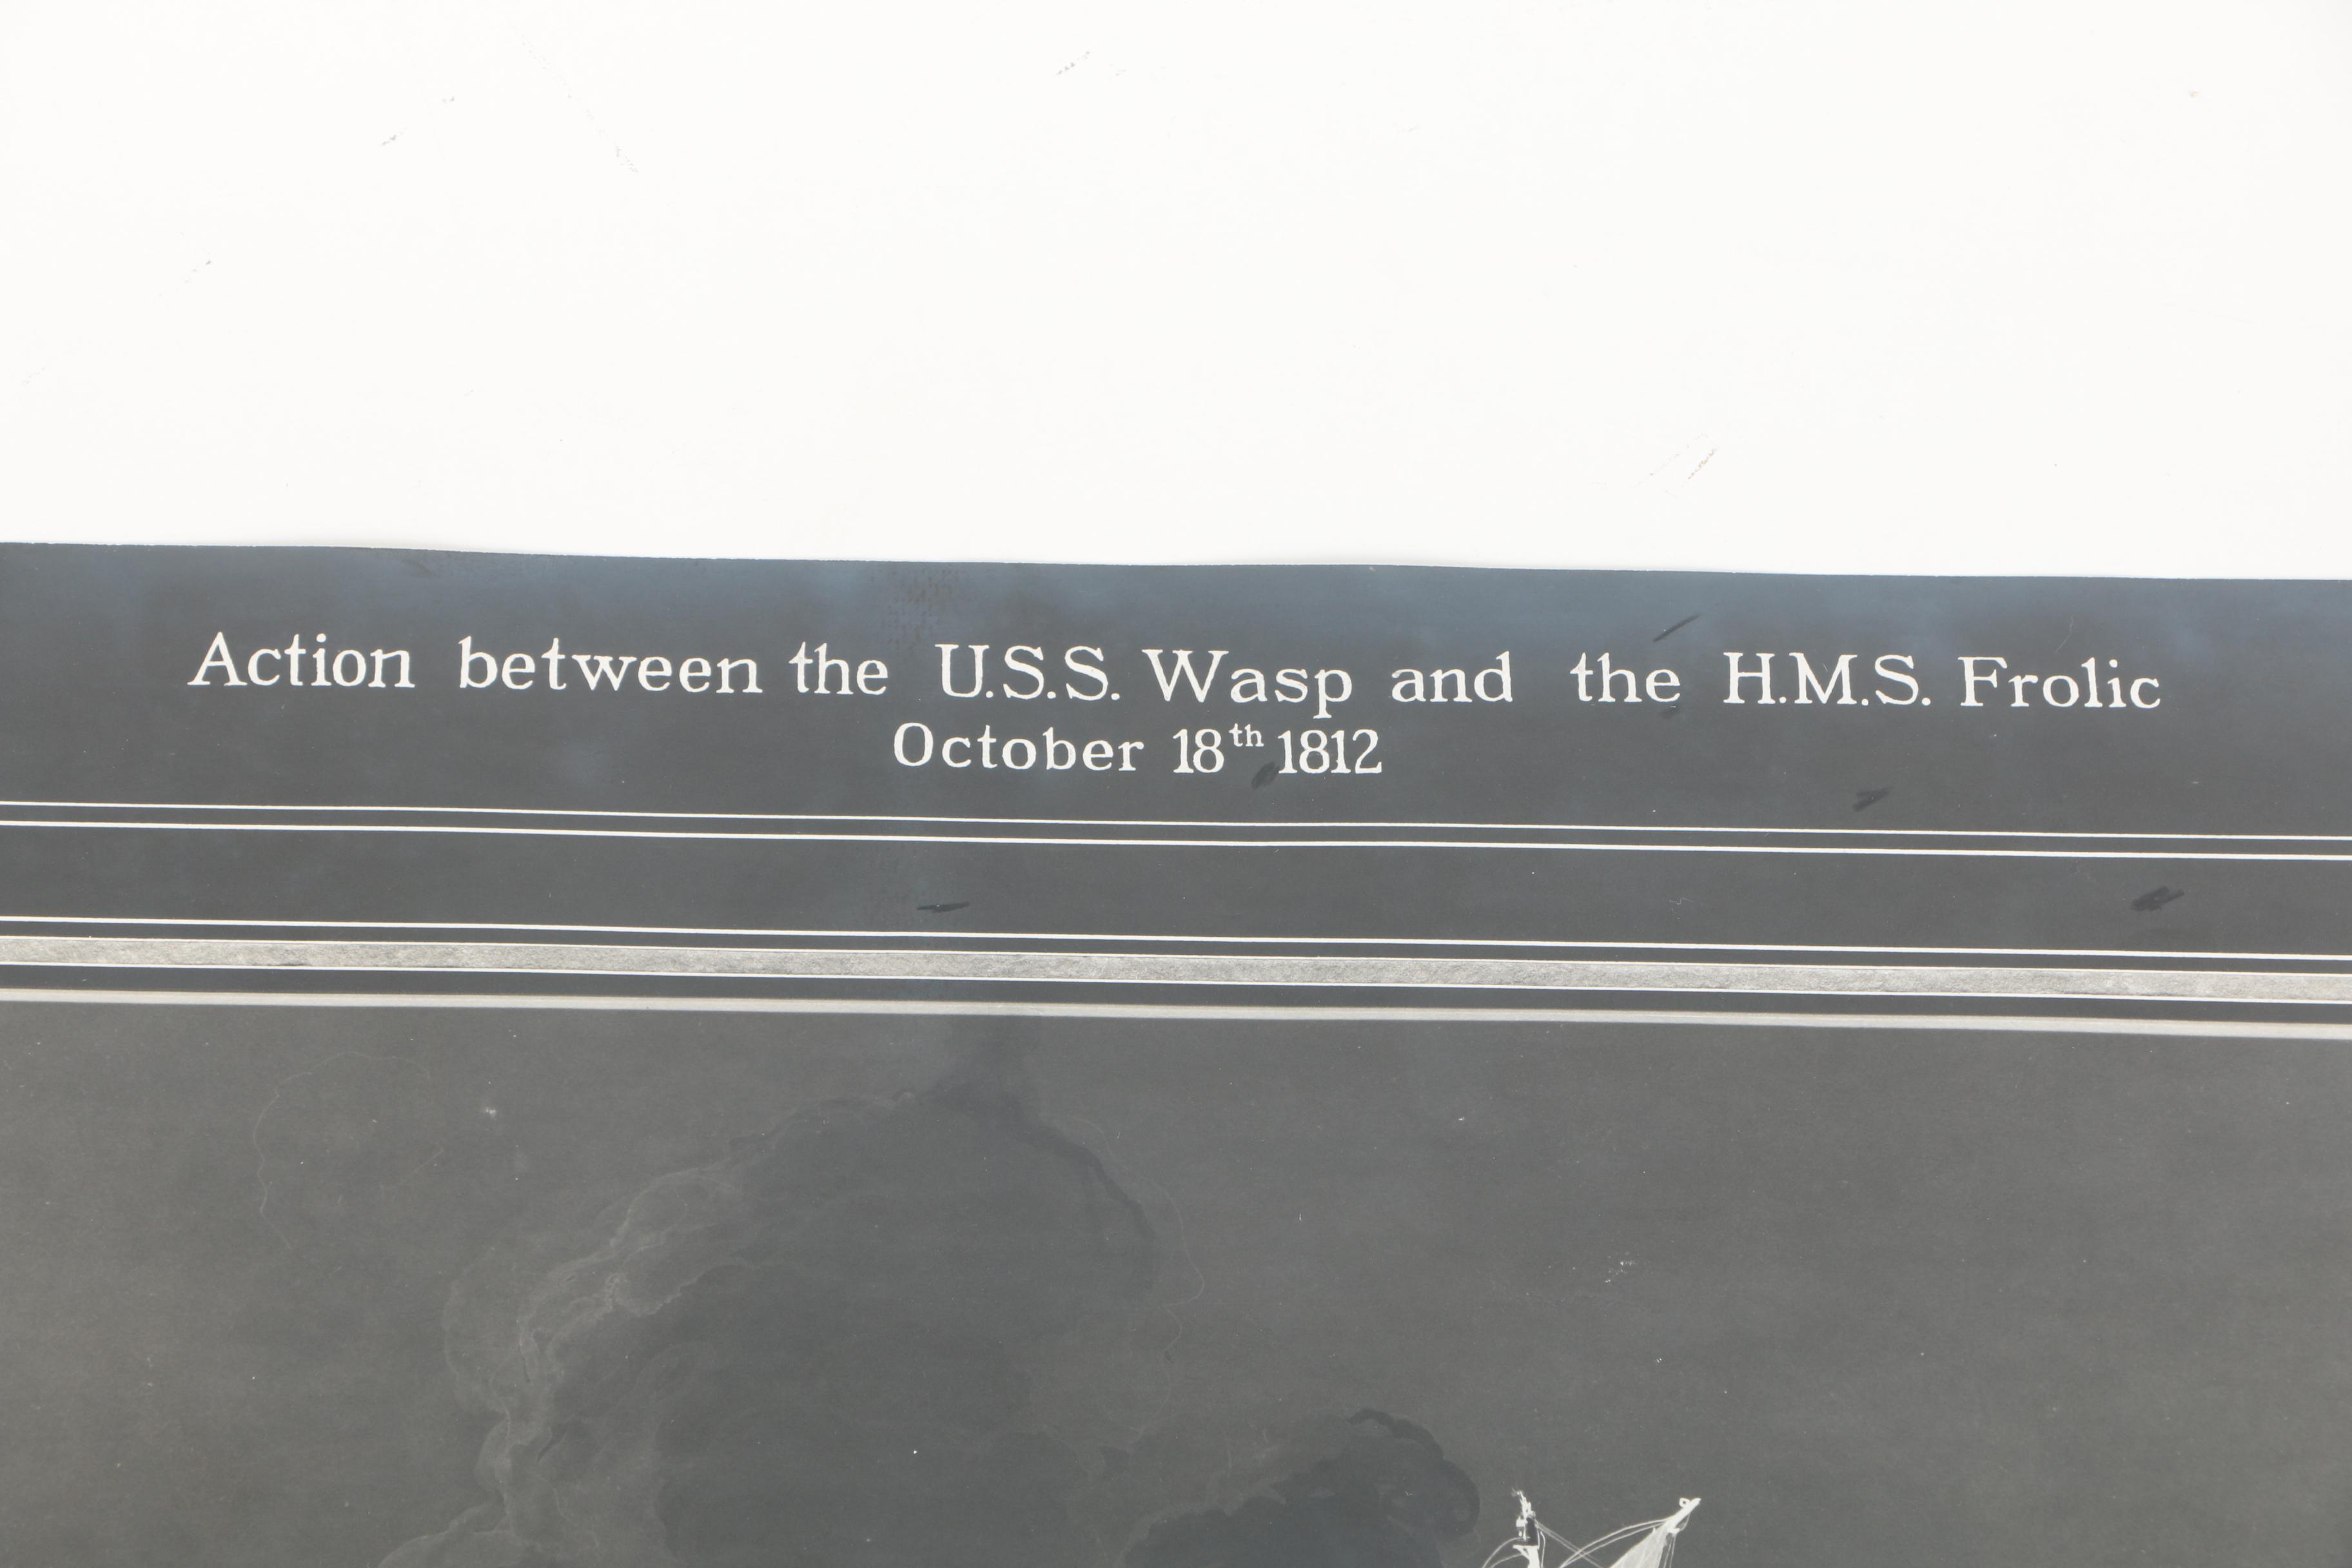 Action between the U.S.S. Wasp and the H.M.S. Frolic
October 18th 1812